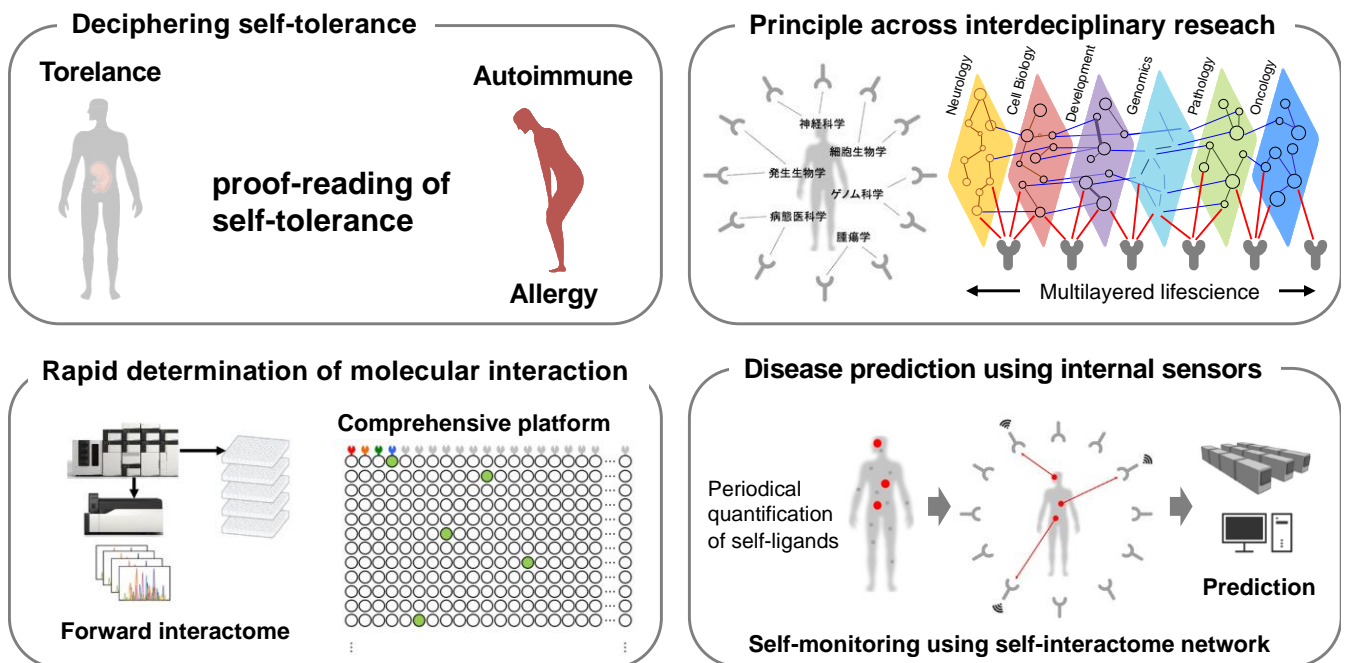 Deciphering self-tolerance
Torelance
Autoimmune
proof-reading of
self-tolerance
Allergy
Principle across interdeciplinary reseach
神経科学
細胞生物学
発生生物学
ゲノム科学
病態医科学
腫瘍学
Neurology
Cell Biology
Development
Genomics
Pathology
Oncology
Multilayered lifescience
Rapid determination of molecular interaction
Comprehensive platform
Forward interactome
Disease prediction using internal sensors
Periodical
quantification
of self-ligands
Prediction
Self-monitoring using self-interactome network